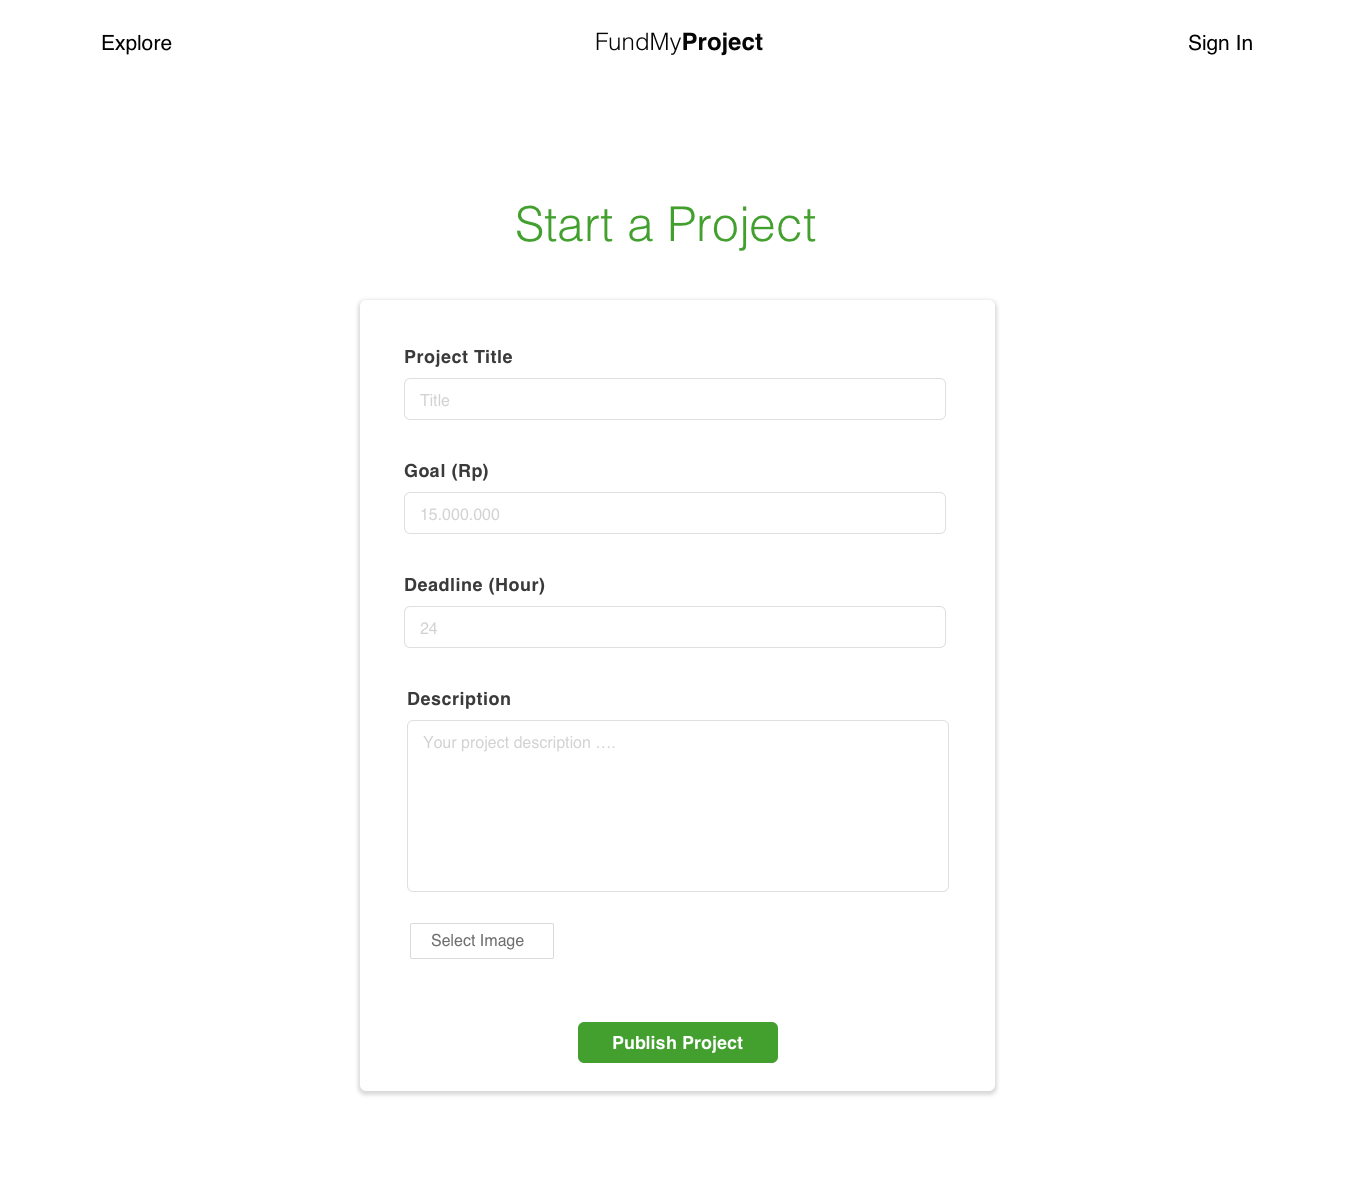 Explore
FundMyProject
Sign In
Start a Project
Project Title
Title
Goal (Rp)
15.000.000
Deadline (Hour)
24
Description
Your project description ....
Select Image
Publish Project